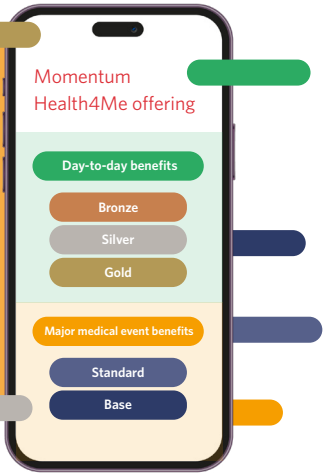 Momentum
Health4Me offering
Day-to-day benefits
Bronze
Silver
Gold
Major medical event benefits
Standard
Base